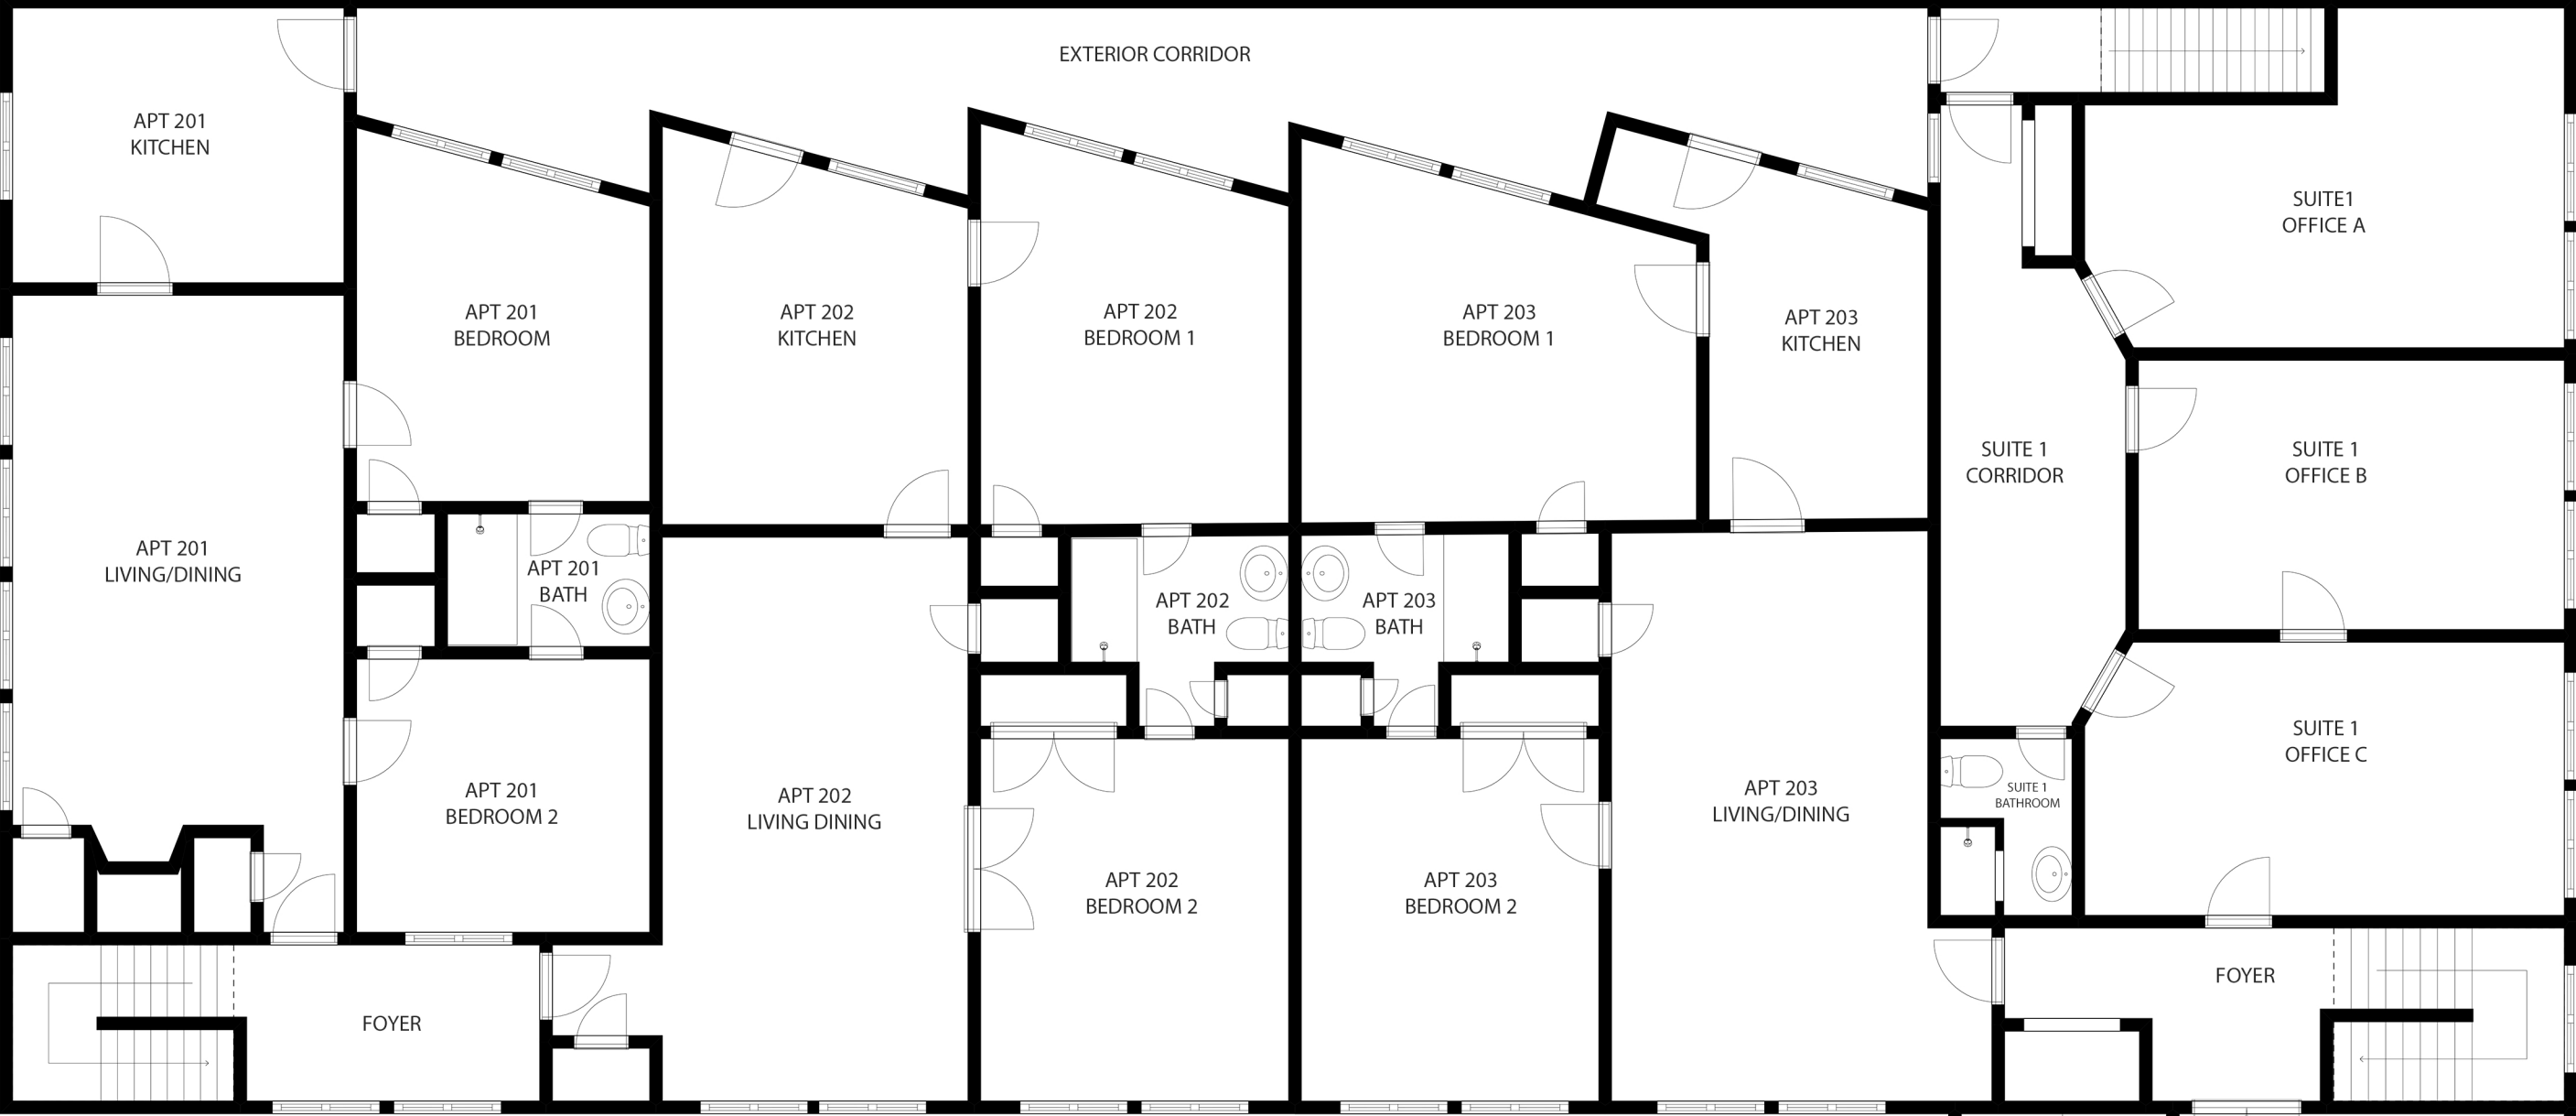 EXTERIOR CORRIDOR
APT 201
KITCHEN
SUITE1
OFFICE A
APT 201
BEDROOM
APT 202
KITCHEN
APT 202
BEDROOM 1
APT 203
BEDROOM 1
APT 203
KITCHEN
SUITE 1
CORRIDOR
SUITE 1
OFFICE B
APT 201
LIVING/DINING
APT 201
BATH
APT 202
BATH
APT 203
BATH
SUITE 1
OFFICE C
APT 201
BEDROOM 2
APT 202
LIVING DINING
APT 203
LIVING/DINING
SUITE 1
BATHROOM
APT 202
BEDROOM 2
APT 203
BEDROOM 2
FOYER
FOYER